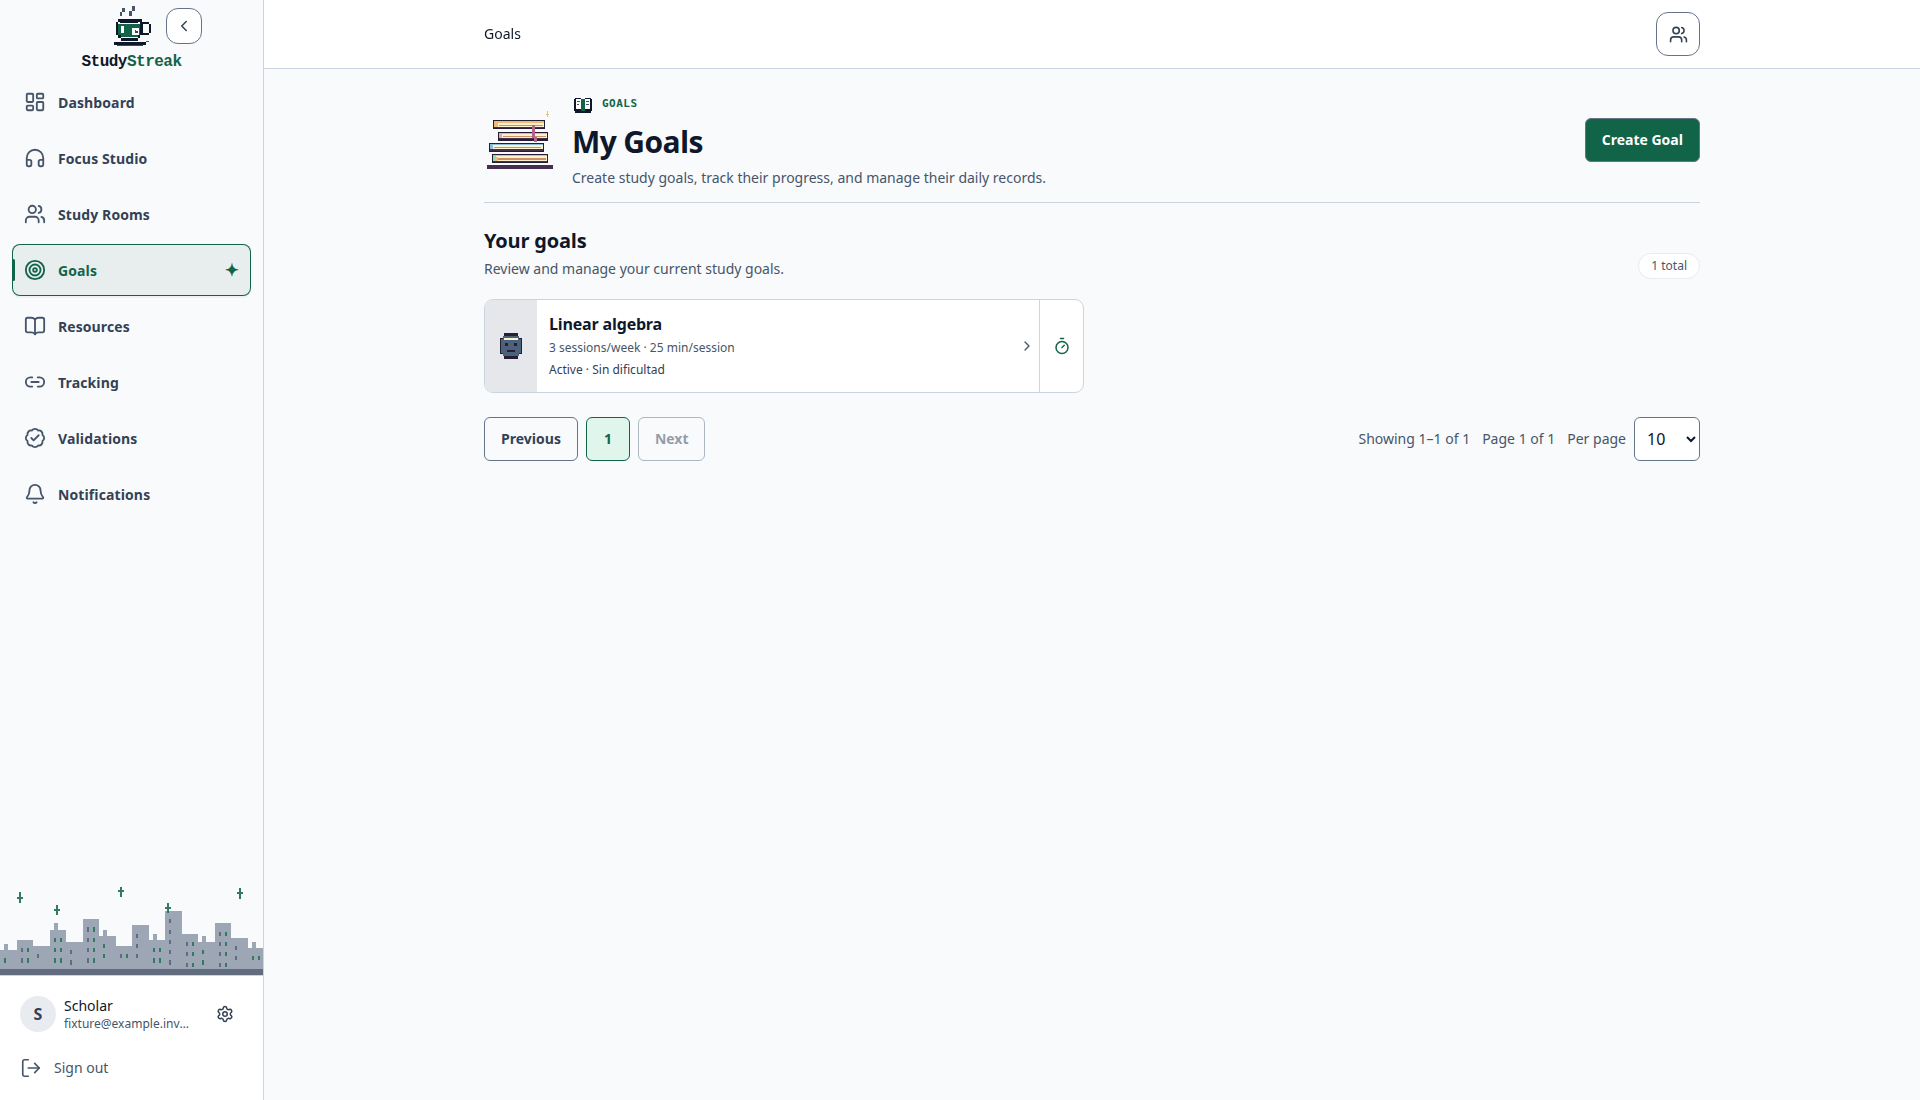 StudyStreak
Dashboard
Focus Studio
Study Rooms
Goals
Resources
Tracking
Validations
Notifications
S
Scholar
fixture@example.inv...
Sign out
Goals
GOALS
My Goals
Create study goals, track their progress, and manage their daily records.
Create Goal
Your goals
Review and manage your current study goals.
1 total
Linear algebra
3 sessions/week · 25 min/session
Active · Sin dificultad
Previous
1
Next
Showing 1–1 of 1
Page 1 of 1
Per page
10